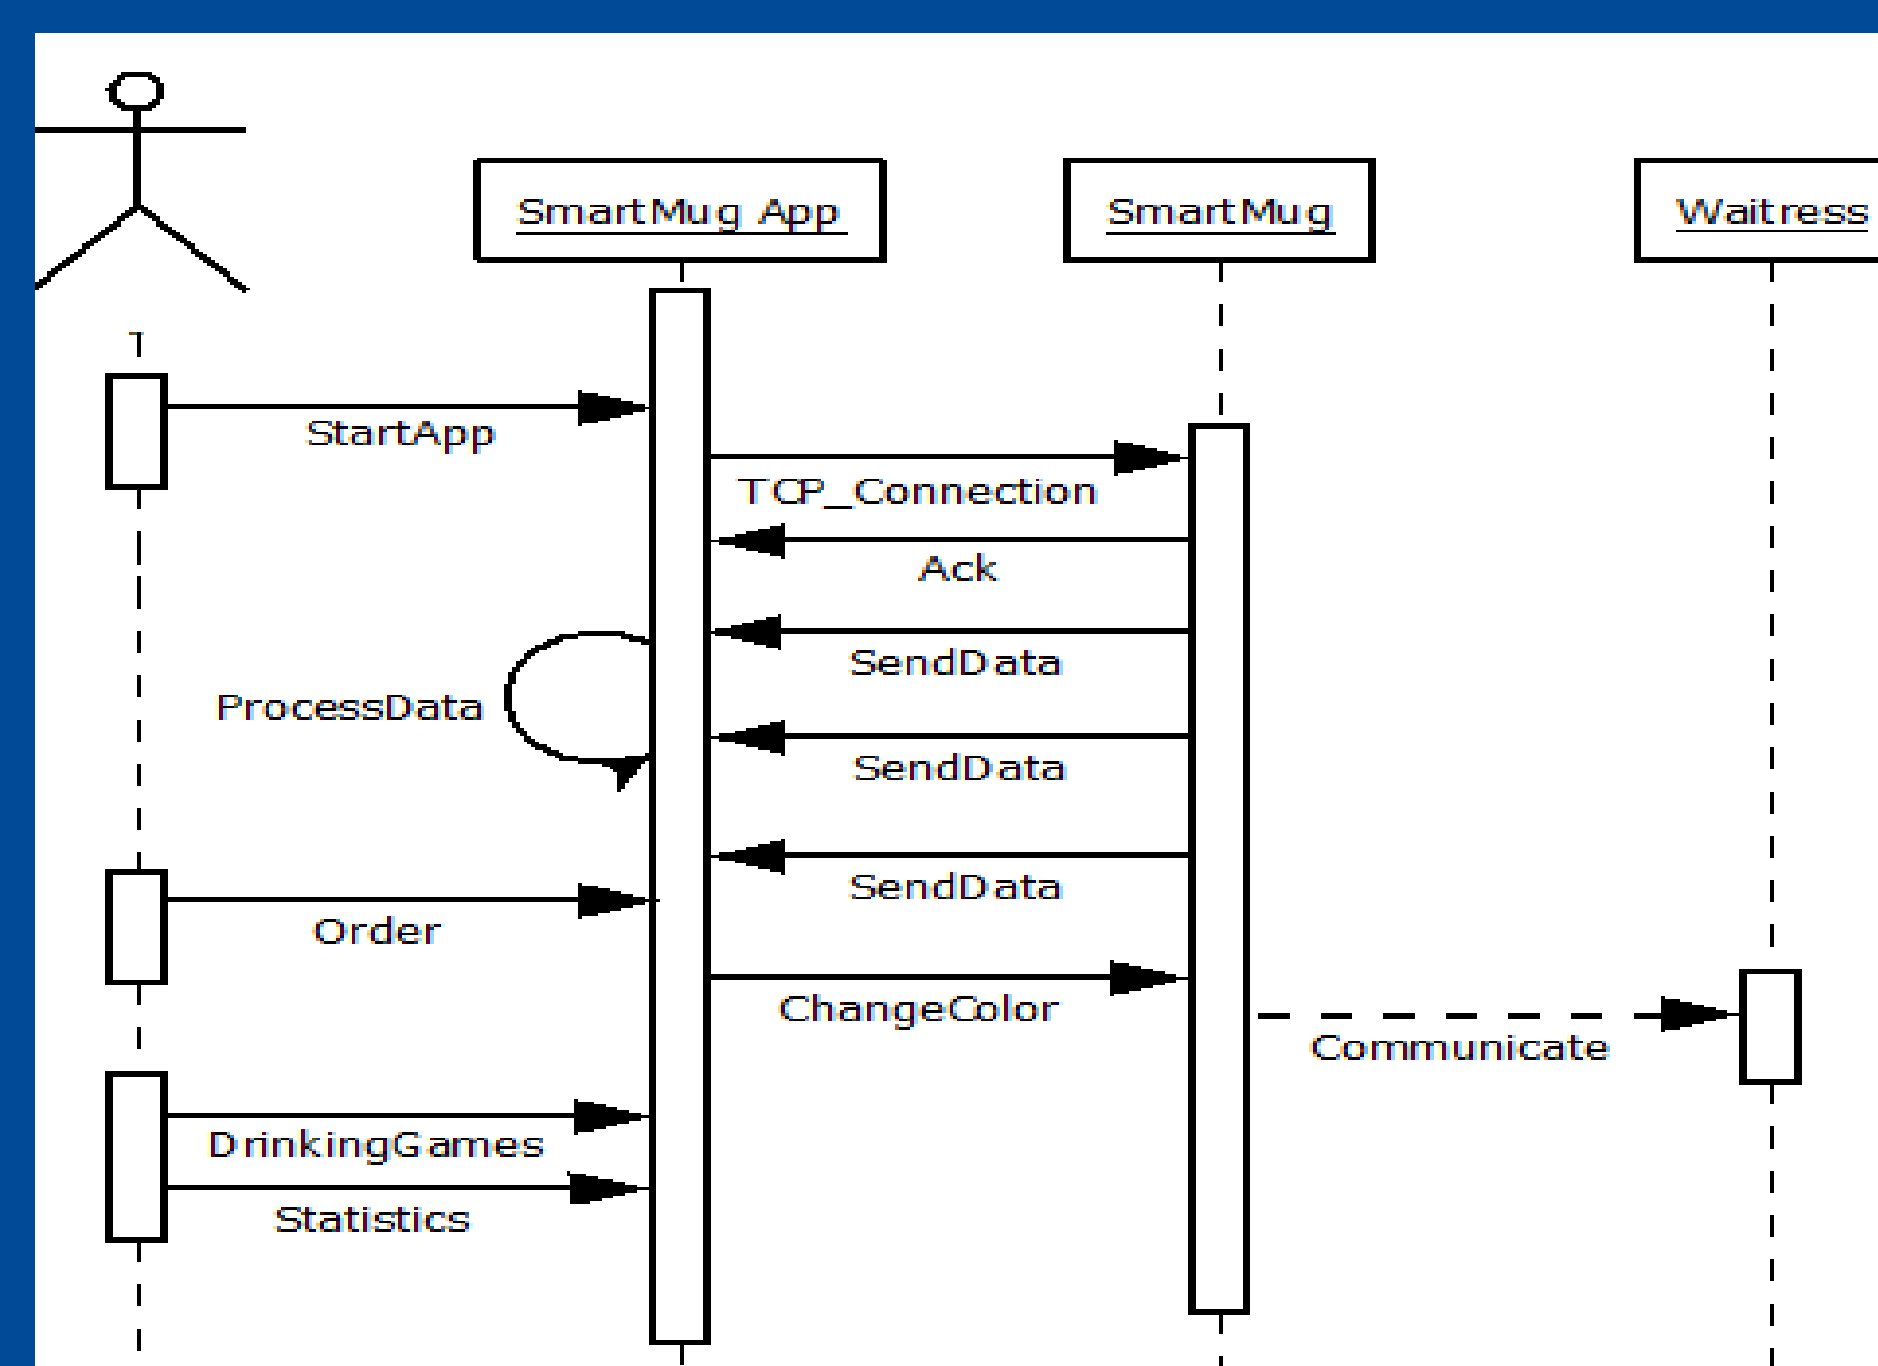 SmartMug App
SmartMug
Waitress
StartApp
TCP_Connection
Ack
SendData
ProcessData
SendData
SendData
Order
ChangeColor
Communicate
DrinkingGames
Statistics